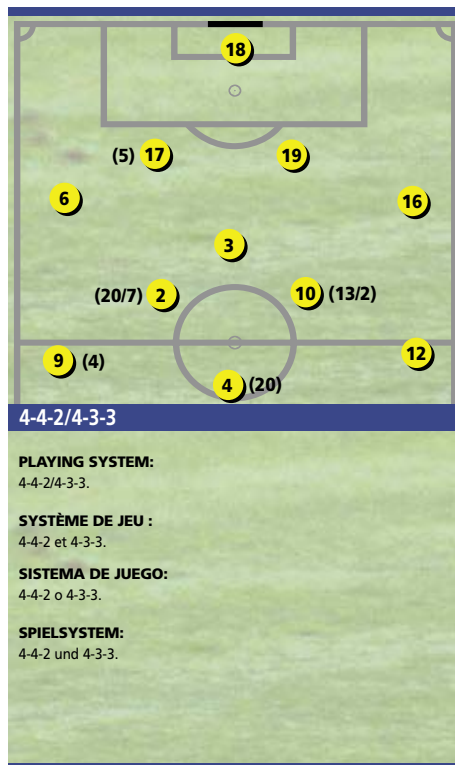 18
(5) 17
19
6
16
3
(20/7) 2
10 (13/2)
9 (4)
12
4 (20)
4-4-2/4-3-3
PLAYING SYSTEM:
4-4-2/4-3-3.
SYSTÈME DE JEU :
4-4-2 et 4-3-3.
SISTEMA DE JUEGO:
4-4-2 o 4-3-3.
SPIELSYSTEM:
4-4-2 und 4-3-3.